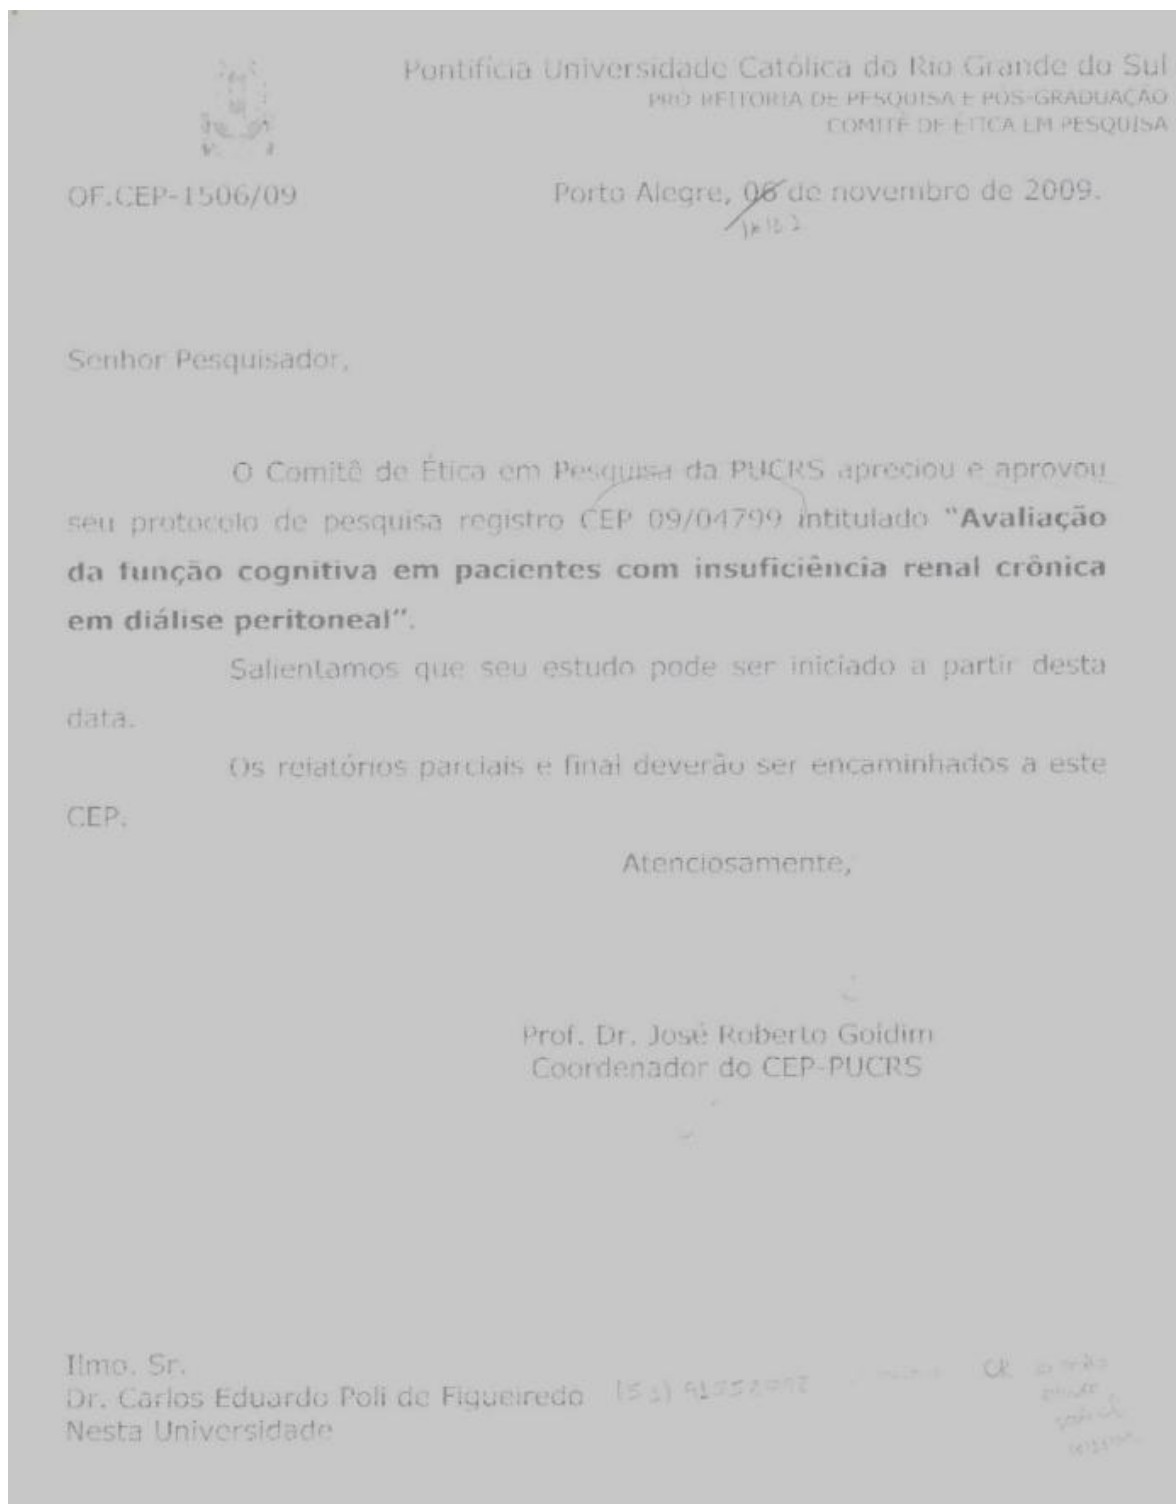 Pontifícia Universidade Católica do Rio Grande do Sul
PRÓ-REITORIA DE PESQUISA E PÓS-GRADUAÇÃO
COMITÊ DE ÉTICA EM PESQUISA
OF.CEP-1506/09
Porto Alegre, 06 de novembro de 2009.
Senhor Pesquisador,
O Comitê de Ética em Pesquisa da PUCRS apreciou e aprovou
seu protocolo de pesquisa registro CEP 09/04799 intitulado "Avaliação
da função cognitiva em pacientes com insuficiência renal crônica
em diálise peritoneal".
Salientamos que seu estudo pode ser iniciado a partir desta
data.
Os relatórios parciais e final deverão ser encaminhados a este
CEP.
Atenciosamente,
Prof. Dr. José Roberto Goldim
Coordenador do CEP-PUCRS
Ilmo. Sr.
Dr. Carlos Eduardo Poli de Figueiredo
Nesta Universidade